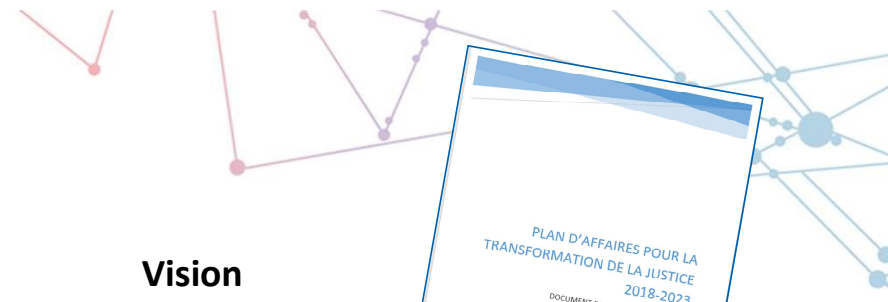 Vision
PLAN D'AFFAIRES POUR LA
TRANSFORMATION DE LA JUSTICE
2018-2023
DOCUMENT